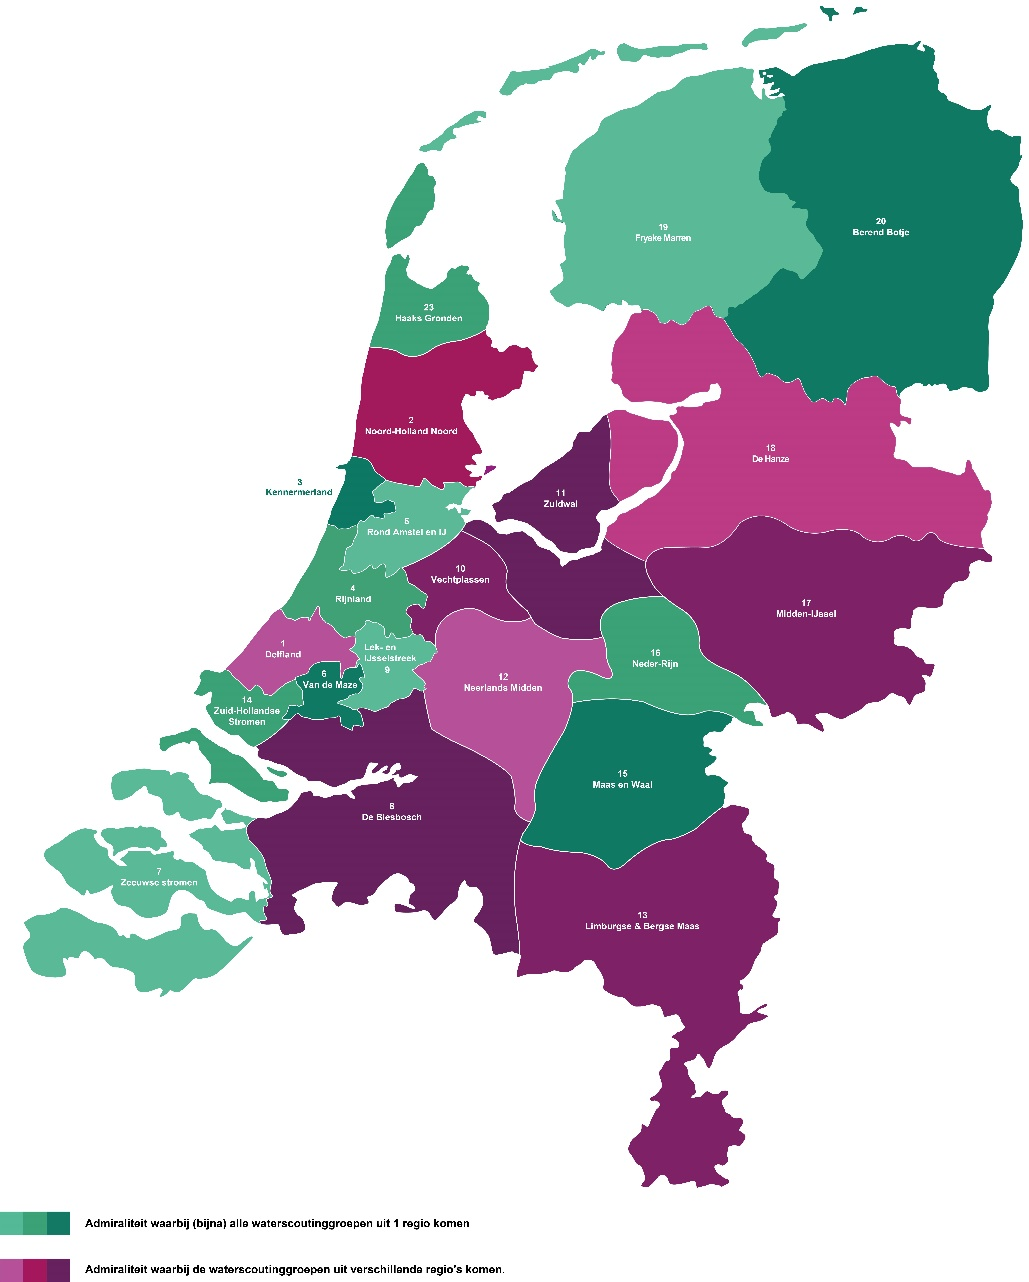 20
Berend Botje
19
Fryske Marren
23
Haaks Gronden
2
Noord-Holland Noord
18
De Hanze
3
Kennermerland
11
Zuidwal
5
Rond Amstel en IJ
10
Vechtplassen
4
Rijnland
17
Midden-IJssel
1
Delfland
Lek- en
IJsselstreek
9
16
Neder-Rijn
6
Van de Maze
12
Neerlands Midden
14
Zuid-Hollandse
Stromen
15
Maas en Waal
8
De Biesbosch
7
Zeeuwse stromen
13
Limburgse & Bergse Maas
Admiraliteit waarbij (bijna) alle waterscoutinggroepen uit 1 regio komen
Admiraliteit waarbij de waterscoutinggroepen uit verschillende regio's komen.